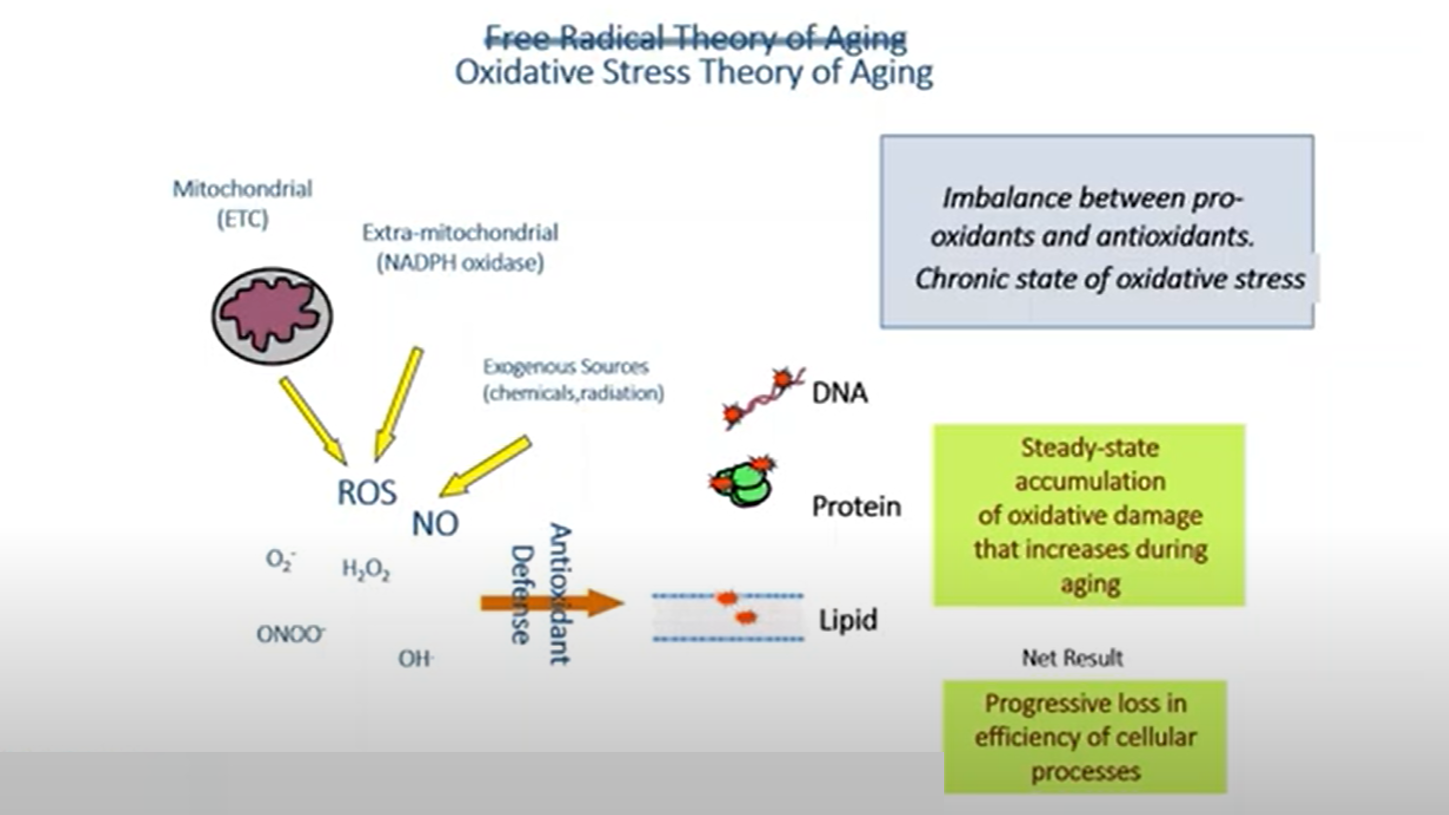 Free Radical Theory of Aging
Oxidative Stress Theory of Aging
Mitochondrial
(ETC)
Extra-mitochondrial
(NADPH oxidase)
Exogenous Sources
(chemicals,radiation)
ROS
NO
O₂⁻
H₂O₂
ONOO⁻
OH·
Antioxidant
Defense
DNA
Protein
Lipid
Imbalance between pro-
oxidants and antioxidants.
Chronic state of oxidative stress
Steady-state
accumulation
of oxidative damage
that increases during
aging
Net Result
Progressive loss in
efficiency of cellular
processes